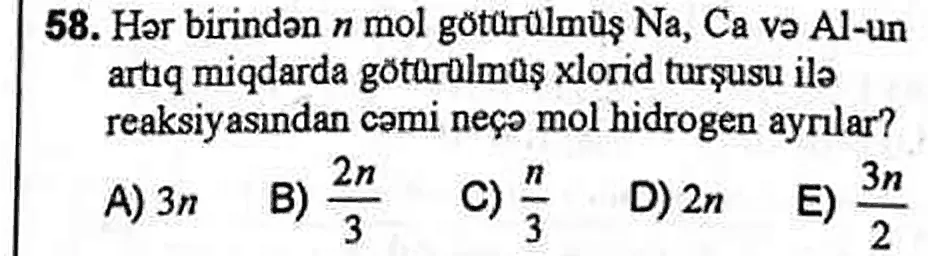 58. Hər birindən n mol götürülmüş Na, Ca və Al-un
artıq miqdarda götürülmüş xlorid turşusu ilə
reaksiyasından cəmi neçə mol hidrogen ayrılar?
A) 3n B) 2n/3 C) n/3 D) 2n E) 3n/2